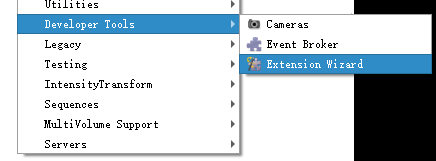 Utilities
Developer Tools
Legacy
Testing
IntensityTransform
Sequences
MultiVolume Support
Servers
Cameras
Event Broker
Extension Wizard